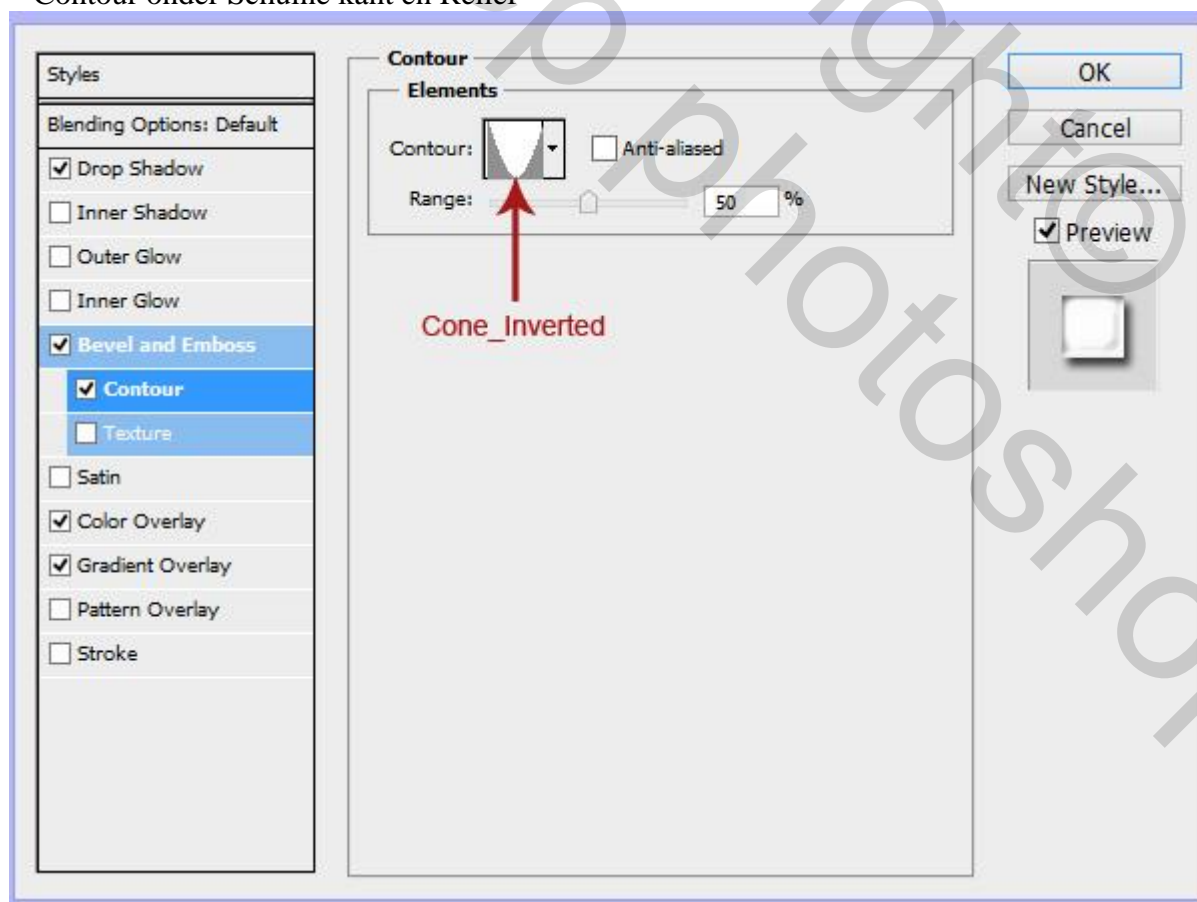 Contour onder Schuine kant en Reliëf
Styles
Blending Options: Default
Drop Shadow
Inner Shadow
Outer Glow
Inner Glow
Bevel and Emboss
Contour
Texture
Satin
Color Overlay
Gradient Overlay
Pattern Overlay
Stroke
Contour
Elements
Contour:
Anti-aliased
Range:
50 %
Cone_Inverted
OK
Cancel
New Style...
Preview